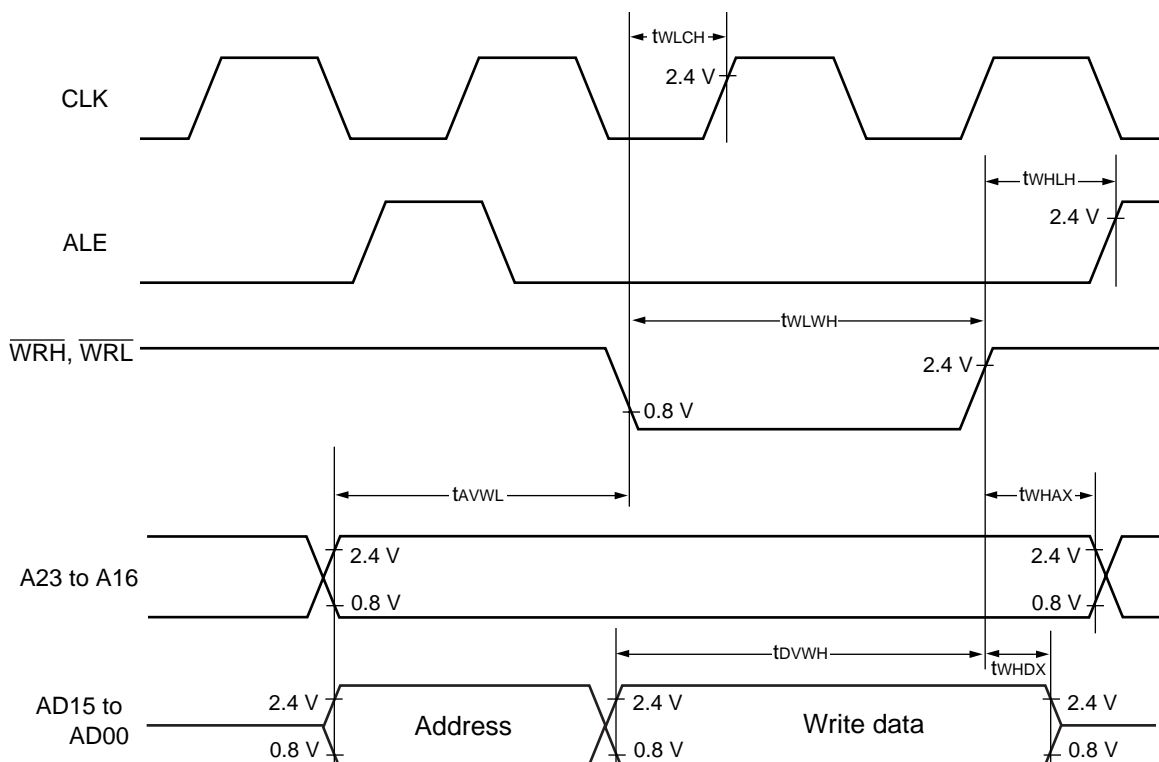 tWLCH
2.4 V
CLK
tWHLH
2.4 V
ALE
tWLWH
WRH, WRL
2.4 V
0.8 V
tAVWL
tWHAX
2.4 V
2.4 V
A23 to A16
0.8 V
0.8 V
tDVWH
tWHDX
AD15 to
AD00
2.4 V
Address
2.4 V
Write data
2.4 V
0.8 V
0.8 V
0.8 V